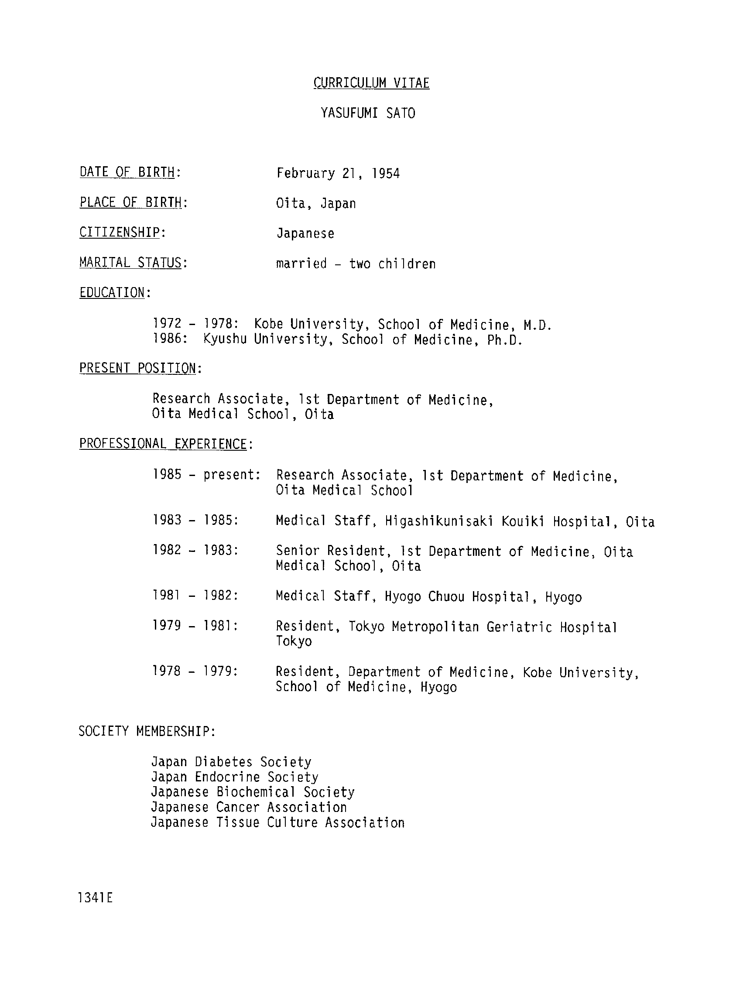 CURRICULUM VITAE
YASUFUMI SATO
DATE OF BIRTH: February 21, 1954
PLACE OF BIRTH: Oita, Japan
CITIZENSHIP: Japanese
MARITAL STATUS: married - two children
EDUCATION:
1972 - 1978: Kobe University, School of Medicine, M.D.
1986: Kyushu University, School of Medicine, Ph.D.
PRESENT POSITION:
Research Associate, 1st Department of Medicine,
Oita Medical School, Oita
PROFESSIONAL EXPERIENCE:
1985 - present: Research Associate, 1st Department of Medicine,
Oita Medical School
1983 - 1985: Medical Staff, Higashikunisaki Kouiki Hospital, Oita
1982 - 1983: Senior Resident, 1st Department of Medicine, Oita
Medical School, Oita
1981 - 1982: Medical Staff, Hyogo Chuou Hospital, Hyogo
1979 - 1981: Resident, Tokyo Metropolitan Geriatric Hospital
Tokyo
1978 - 1979: Resident, Department of Medicine, Kobe University,
School of Medicine, Hyogo
SOCIETY MEMBERSHIP:
Japan Diabetes Society
Japan Endocrine Society
Japanese Biochemical Society
Japanese Cancer Association
Japanese Tissue Culture Association
1341E